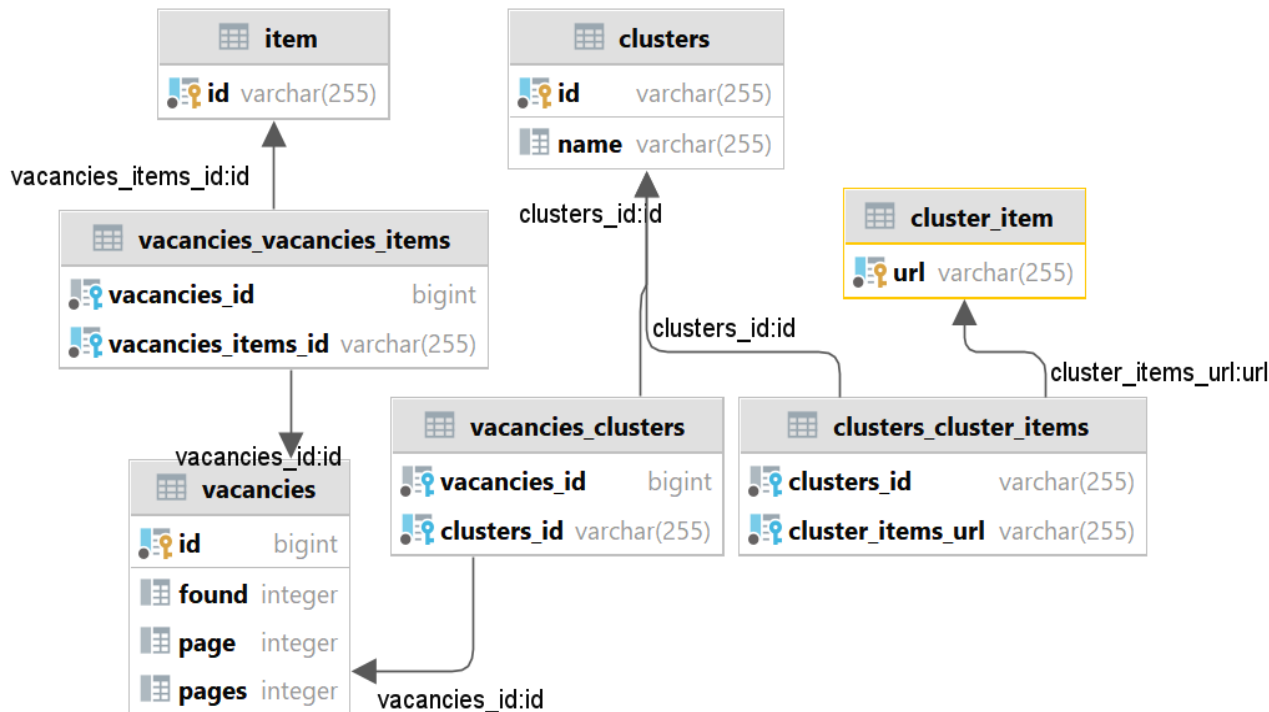 item
id varchar(255)
clusters
id varchar(255)
name varchar(255)
vacancies_items_id:id
clusters_id:id
cluster_item
url varchar(255)
vacancies_vacancies_items
vacancies_id bigint
vacancies_items_id varchar(255)
clusters_id:id
cluster_items_url:url
vacancies_clusters
vacancies_id bigint
clusters_id varchar(255)
clusters_cluster_items
clusters_id varchar(255)
cluster_items_url varchar(255)
vacancies_id:id
vacancies
id bigint
found integer
page integer
pages integer
vacancies_id:id